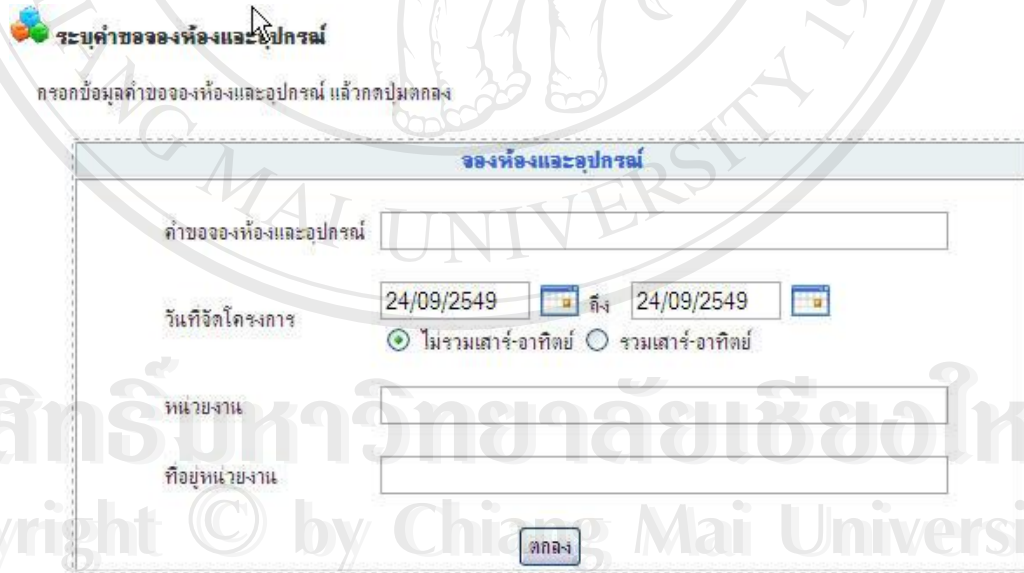 ระบุคำขอจองห้องและอุปกรณ์
กรอกข้อมูลคำขอจองห้องและอุปกรณ์ แล้วกดปุ่มตกลง
จองห้องและอุปกรณ์
คำขอจองห้องและอุปกรณ์
วันที่จัดโครงการ
24/09/2549 ถึง 24/09/2549
ไม่รวมเสาร์-อาทิตย์ รวมเสาร์-อาทิตย์
หน่วยงาน
ที่อยู่หน่วยงาน
ตกลง
ANG MAI UNIVERSITY 19
สิทธิ์มหาวิทยาลัยเชียงให
yright © by Chiang Mai Universi